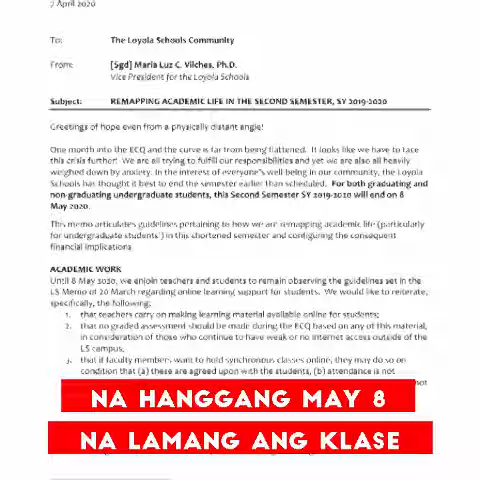 7 April 2020
To: The Loyola Schools Community
From: [Sgd] Maria Luz C. Vilches, Ph.D.
Vice President for the Loyola Schools
Subject: REMAPPING ACADEMIC LIFE IN THE SECOND SEMESTER, SY 2019-2020
Greetings of hope even from a physically distant angle!
One month into the ECQ and the curve is far from being flattened. It looks like we have to face
this crisis further! We are all trying to fulfill our responsibilities and yet we are also all heavily
weighed down by anxiety. In the interest of everyone's well-being in our community, the Loyola
Schools has thought it best to end the semester earlier than scheduled. For both graduating and
non-graduating undergraduate students, this Second Semester SY 2019-2020 will end on 8
May 2020.
This memo articulates guidelines pertaining to how we are remapping academic life (particularly
for undergraduate students') in this shortened semester and configuring the consequent
financial implications.
ACADEMIC WORK
Until 8 May 2020, we enjoin teachers and students to remain observing the guidelines set in the
LS Memo of 20 March regarding online learning support for students. We would like to reiterate,
specifically, the following:
1. that teachers carry on making learning material available online for students;
2. that no graded assessment should be made during the ECQ based on any of this material,
in consideration of those who continue to have weak or no internet access outside of the
LS campus;
3. that if faculty members want to hold synchronous classes online, they may do so on
condition that (a) these are agreed upon with the students, (b) attendance is not
not
NA HANGGANG MAY 8
NA LAMANG ANG KLASE